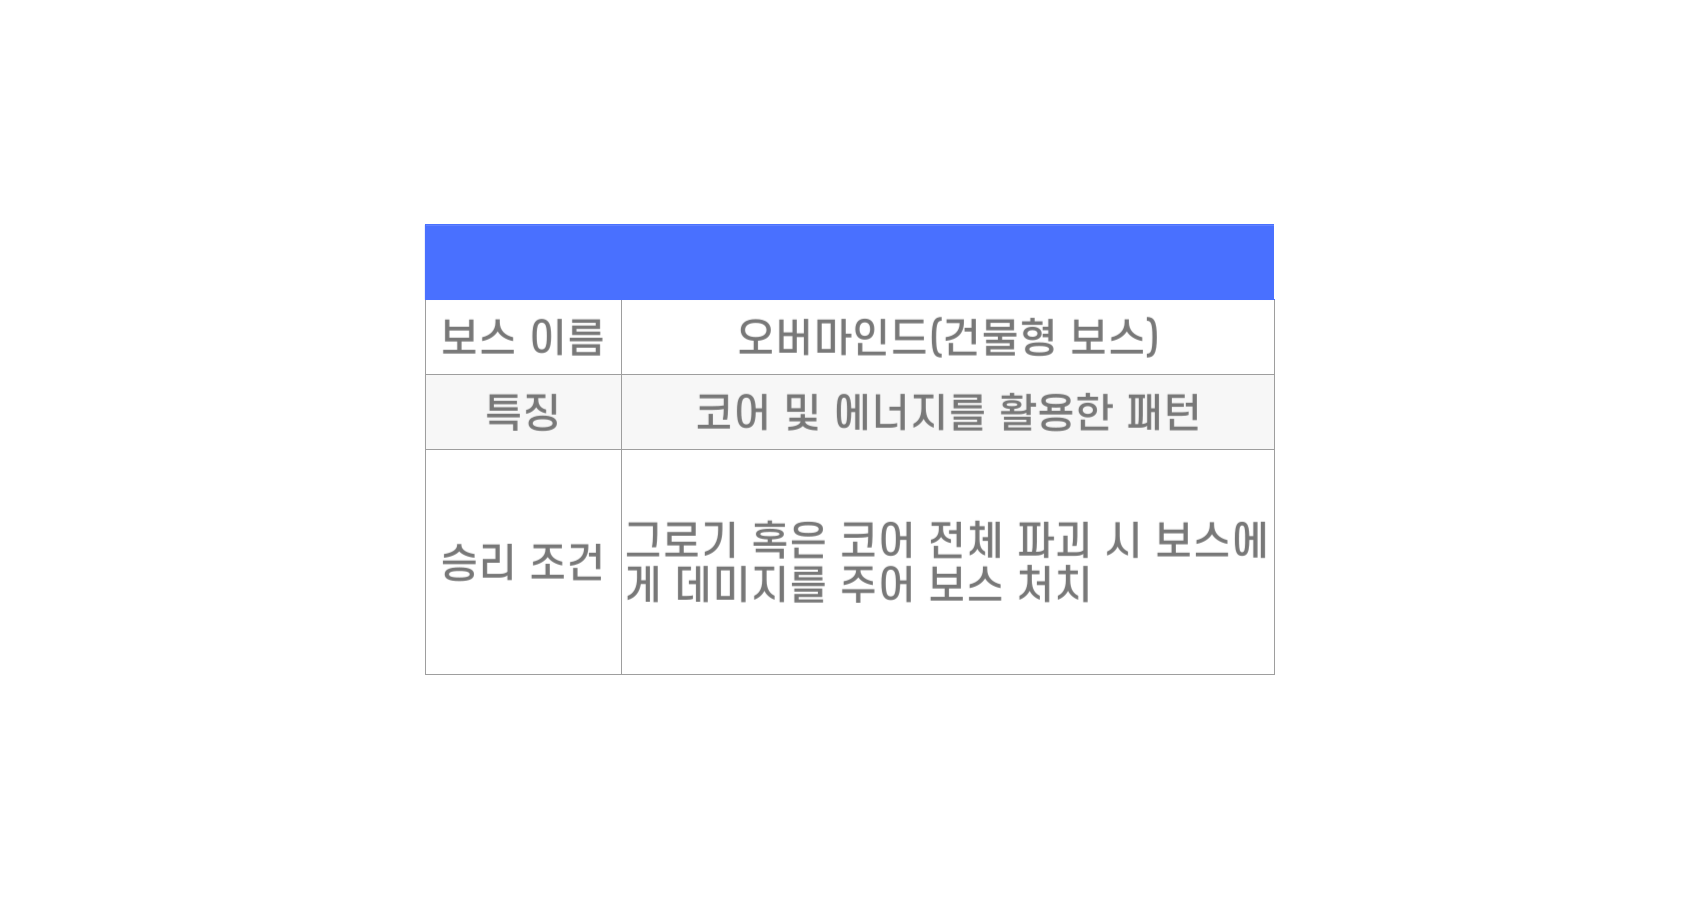 보스 이름
오버마인드(건물형 보스)
특징
코어 및 에너지를 활용한 패턴
승리 조건
그로기 혹은 코어 전체 파괴 시 보스에
게 데미지를 주어 보스 처치